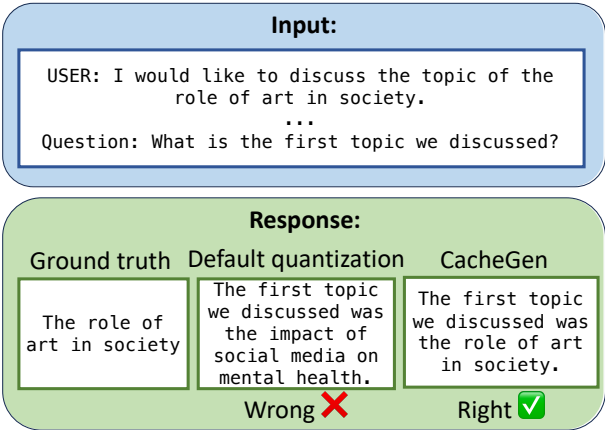 Input:
USER: I would like to discuss the topic of the
role of art in society.
...
Question: What is the first topic we discussed?
Response:
Ground truth
The role of
art in society
Default quantization
The first topic
we discussed was
the impact of
social media on
mental health.
Wrong ❌
CacheGen
The first topic
we discussed was
the role of art
in society.
Right ✅